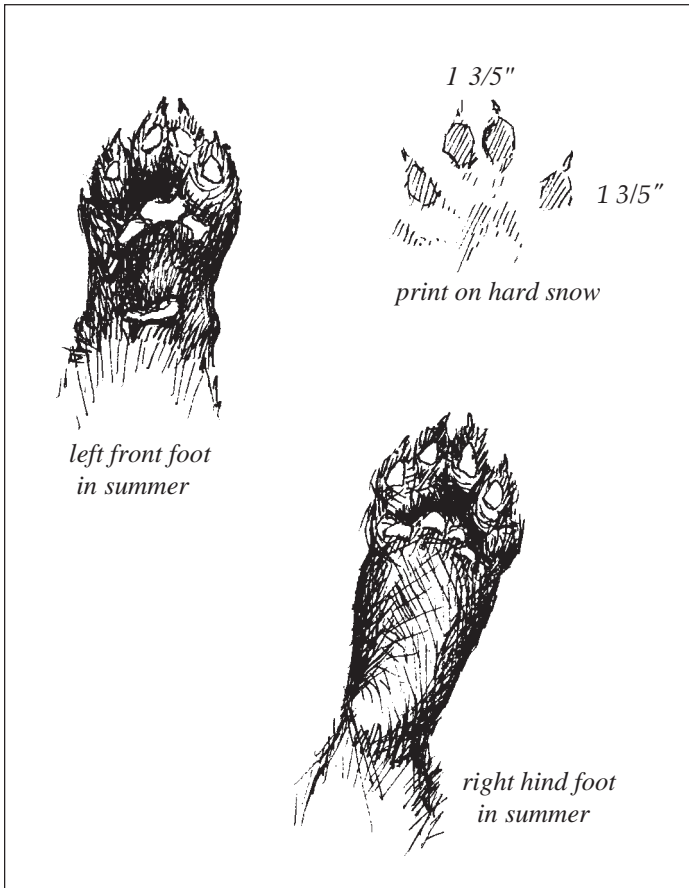 1 3/5"
1 3/5"
print on hard snow
left front foot
in summer
right hind foot
in summer